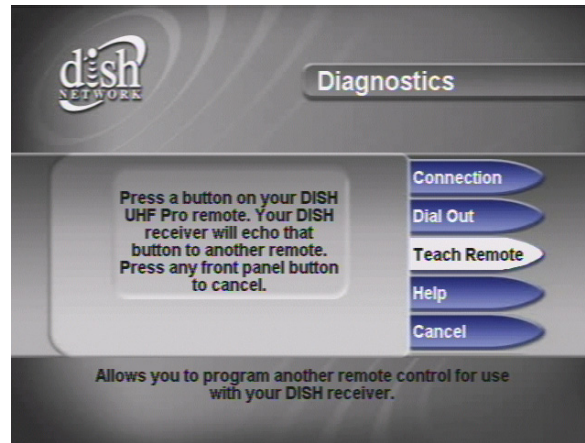 dish
NETWORK
Diagnostics
Press a button on your DISH
UHF Pro remote. Your DISH
receiver will echo that
button to another remote.
Press any front panel button
to cancel.
Connection
Dial Out
Teach Remote
Help
Cancel
Allows you to program another remote control for use
with your DISH receiver.